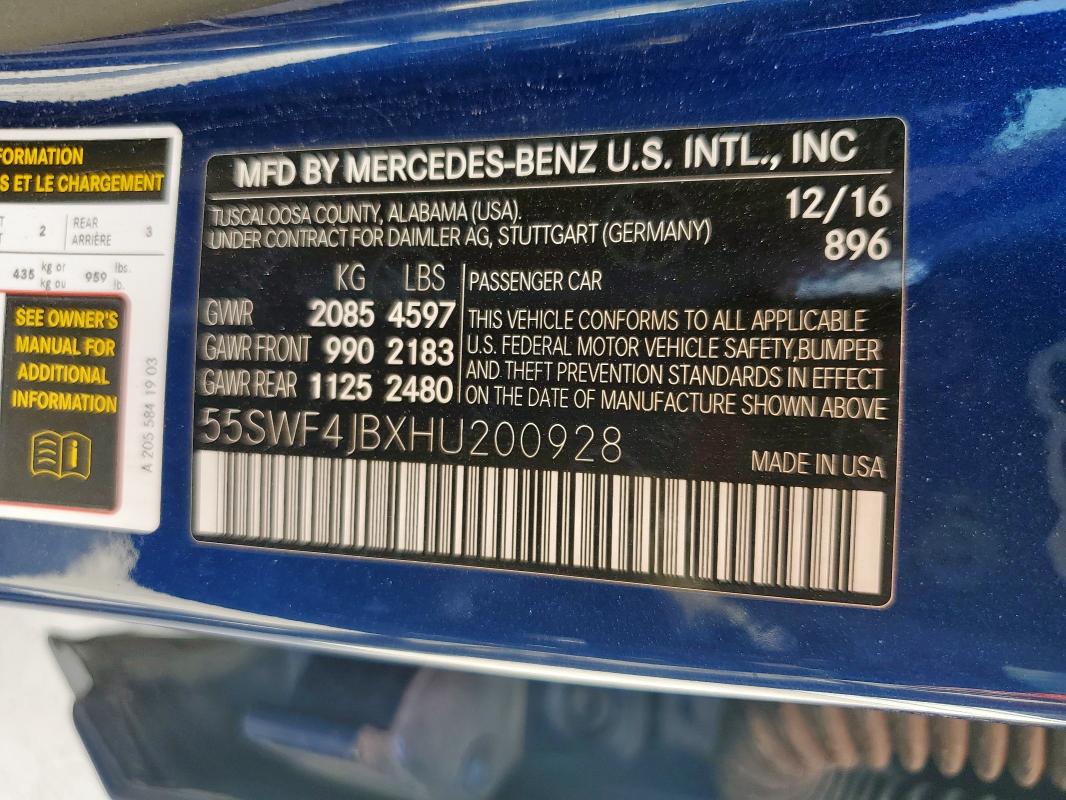 FORMATION
S ET LE CHARGEMENT
2 REAR ARRIÈRE 3
435 kg or kg ou 959 lbs. lb.
SEE OWNER'S
MANUAL FOR
ADDITIONAL
INFORMATION
A 205 584 19 03
MFD BY MERCEDES-BENZ U.S. INTL., INC
TUSCALOOSA COUNTY, ALABAMA (USA). 12/16
UNDER CONTRACT FOR DAIMLER AG, STUTTGART (GERMANY) 896
KG LBS
GVWR 2085 4597
GAWR FRONT 990 2183
GAWR REAR 1125 2480
PASSENGER CAR
THIS VEHICLE CONFORMS TO ALL APPLICABLE
U.S. FEDERAL MOTOR VEHICLE SAFETY,BUMPER
AND THEFT PREVENTION STANDARDS IN EFFECT
ON THE DATE OF MANUFACTURE SHOWN ABOVE
55SWF4JBXHU200928
MADE IN USA